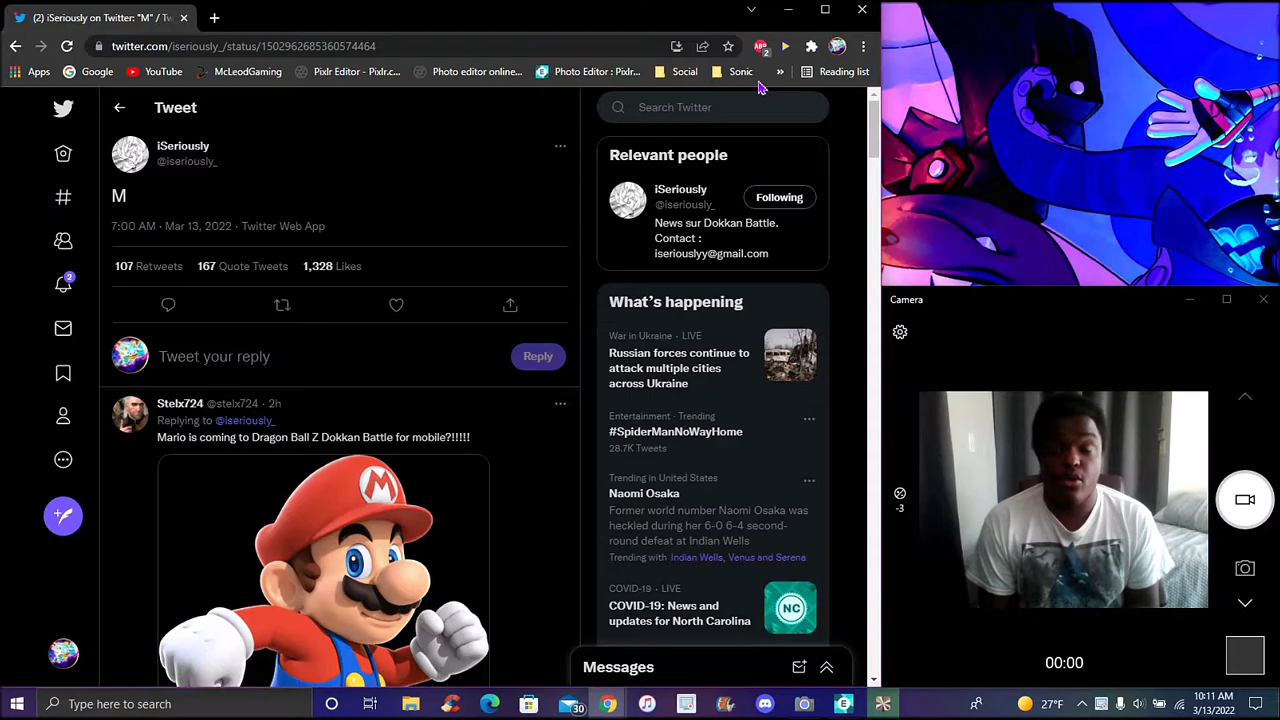 (2) iSeriously on Twitter: "M" / Tw
twitter.com/iseriously_/status/1502962685360574464
ABP
2
Apps
Google
YouTube
McLeodGaming
Pixlr Editor - Pixlr.c...
Photo editor online...
Photo Editor : Pixlr...
Social
Sonic
Reading list
Tweet
iSeriously
@iseriously_
M
7:00 AM · Mar 13, 2022 · Twitter Web App
107 Retweets 167 Quote Tweets 1,328 Likes
2
Tweet your reply
Reply
Stelx724 @stelx724 · 2h
Replying to @iseriously_
Mario is coming to Dragon Ball Z Dokkan Battle for mobile?!!!!!
M
Search Twitter
Relevant people
iSeriously
@iseriously_
Following
News sur Dokkan Battle.
Contact :
iseriouslyy@gmail.com
What's happening
War in Ukraine · LIVE
Russian forces continue to
attack multiple cities
across Ukraine
Entertainment · Trending
#SpiderManNoWayHome
28.7K Tweets
Trending in United States
Naomi Osaka
Former world number Naomi Osaka was
heckled during her 6-0 6-4 second-
round defeat at Indian Wells
Trending with Indian Wells, Venus and Serena
COVID-19 · LIVE
COVID-19: News and
updates for North Carolina
NC
Messages
Camera
-3
00:00
Type here to search
30
27°F
10:11 AM
3/13/2022